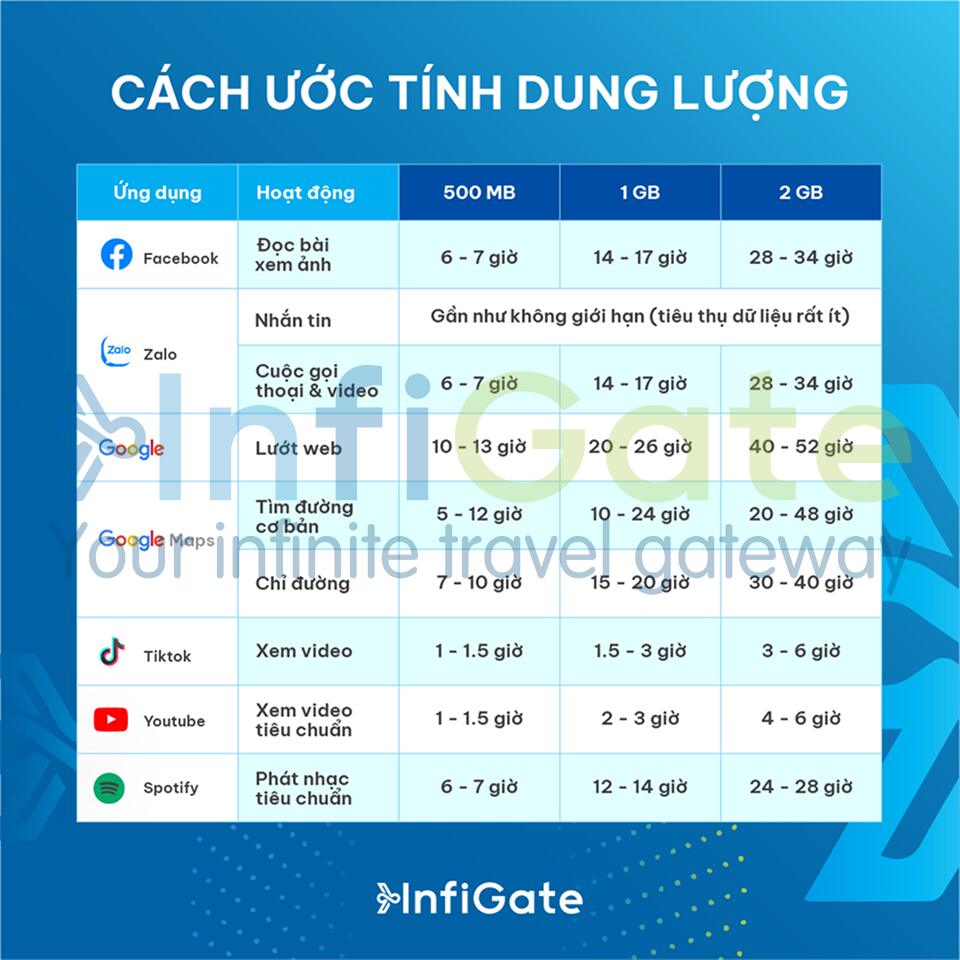 CÁCH ƯỚC TÍNH DUNG LƯỢNG
Ứng dụng Hoạt động 500 MB 1 GB 2 GB
Facebook Đọc bài xem ảnh 6 - 7 giờ 14 - 17 giờ 28 - 34 giờ
Nhắn tin Gần như không giới hạn (tiêu thụ dữ liệu rất ít)
Zalo Zalo
Cuộc gọi thoại & video 6 - 7 giờ 14 - 17 giờ 28 - 34 giờ
InfiGate
Google Lướt web 10 - 13 giờ 20 - 26 giờ 40 - 52 giờ
Tìm đường cơ bản 5 - 12 giờ 10 - 24 giờ 20 - 48 giờ
Google Maps
Your infinite travel gateway
Chỉ đường 7 - 10 giờ 15 - 20 giờ 30 - 40 giờ
Tiktok Xem video 1 - 1.5 giờ 1.5 - 3 giờ 3 - 6 giờ
Youtube Xem video tiêu chuẩn 1 - 1.5 giờ 2 - 3 giờ 4 - 6 giờ
Spotify Phát nhạc tiêu chuẩn 6 - 7 giờ 12 - 14 giờ 24 - 28 giờ
InfiGate